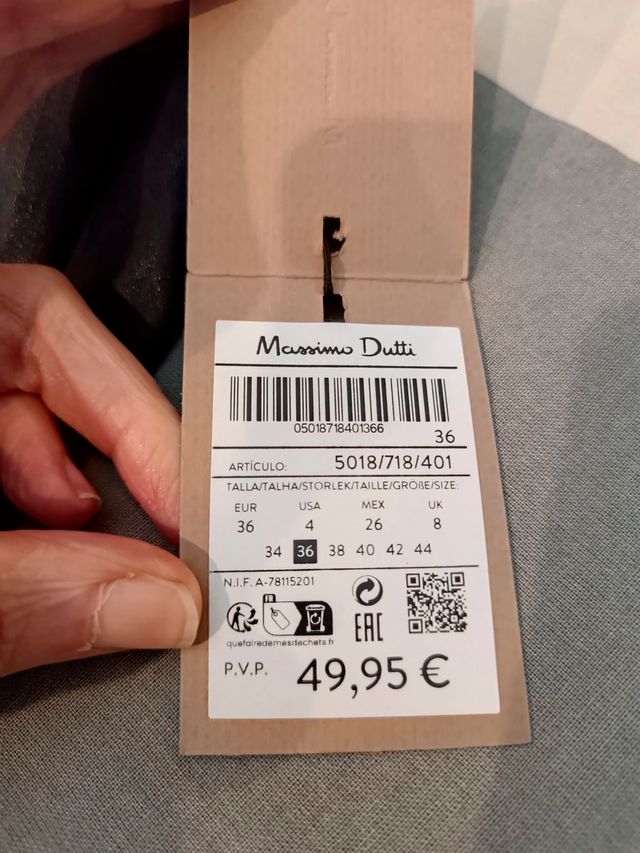 Massimo Dutti
05018718401366
36
ARTÍCULO: 5018/718/401
TALLA/TALHA/STORLEK/TAILLE/GRÖßE/SIZE:
EUR USA MEX UK
36 4 26 8
34 36 38 40 42 44
N.I.F. A-78115201
FR
EAC
quefairedemesdechets.fr
P.V.P. 49,95 €